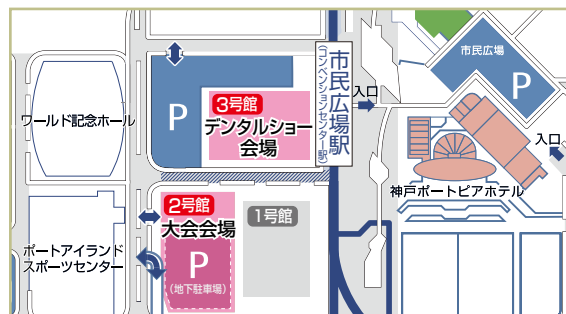 市民広場
P
市民広場駅
(コンベンションセンター駅)
入口
3号館
デンタルショー
会場
P
ワールド記念ホール
入口
神戸ポートピアホテル
2号館
大会会場
1号館
P
(地下駐車場)
ポートアイランド
スポーツセンター